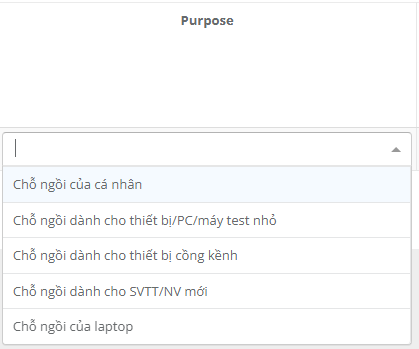 Purpose
Chỗ ngồi của cá nhân
Chỗ ngồi dành cho thiết bị/PC/máy test nhỏ
Chỗ ngồi dành cho thiết bị cồng kềnh
Chỗ ngồi dành cho SVTT/NV mới
Chỗ ngồi của laptop